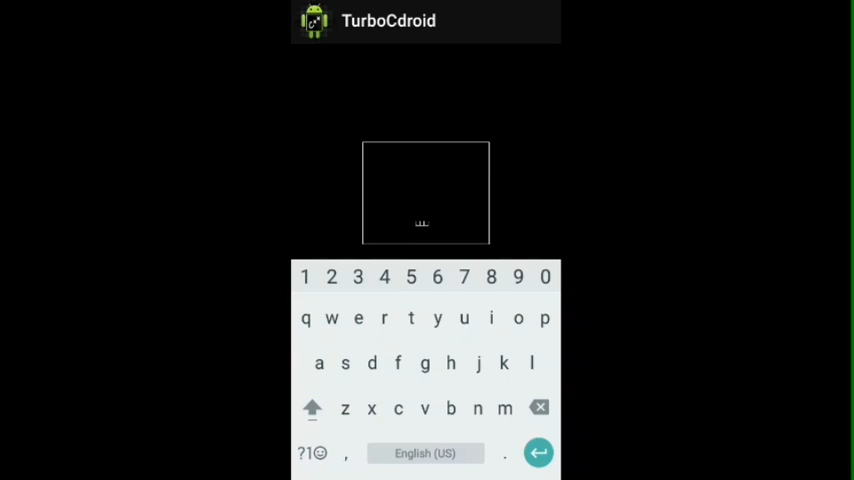 TurboCdroid
1 2 3 4 5 6 7 8 9 0
q w e r t y u i o p
a s d f g h j k l
z x c v b n m
?1☺ , English (US) .